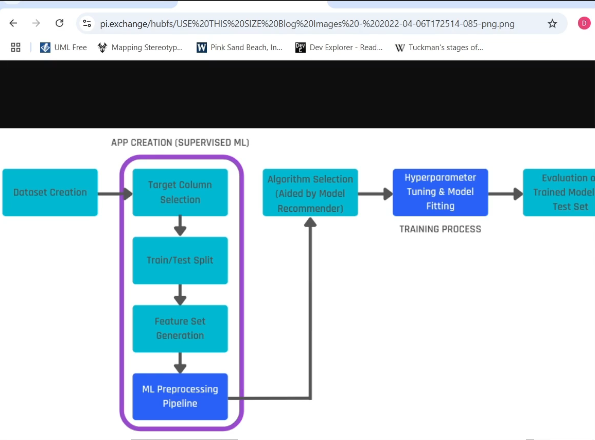 pi.exchange/hubfs/USE%20THIS%20SIZE%20Blog%20Images%20-%202022-04-06T172514-085-png.png
D
UML Free
Mapping Stereotyp...
Pink Sand Beach, In...
Dev Explorer - Read...
Tuckman's stages of...
APP CREATION (SUPERVISED ML)
Dataset Creation
Target Column
Selection
Train/Test Split
Feature Set
Generation
ML Preprocessing
Pipeline
Algorithm Selection
(Aided by Model
Recommender)
Hyperparameter
Tuning & Model
Fitting
TRAINING PROCESS
Evaluation o
Trained Model
Test Set